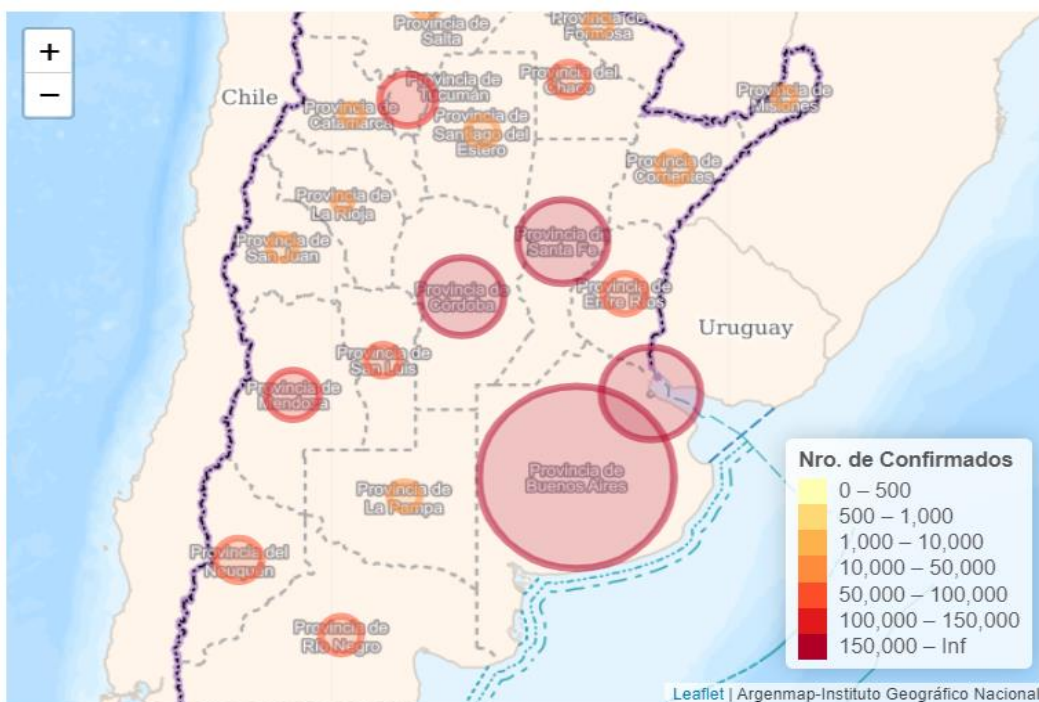 +
−
Provincia de
Salta
Provincia de
Formosa
Chile
Provincia de
Tucumán
Provincia del
Chaco
Provincia de
Misiones
Provincia de
Catamarca
Provincia de
Santiago del
Estero
Provincia de
Corrientes
Provincia de
La Rioja
Provincia de
Santa Fe
Provincia de
San Juan
Provincia de
Córdoba
Provincia de
Entre Ríos
Uruguay
Provincia de
San Luis
Provincia de
Mendoza
Provincia de
Buenos Aires
Provincia de
La Pampa
Provincia del
Neuquén
Provincia de
Río Negro
Nro. de Confirmados
0 – 500
500 – 1,000
1,000 – 10,000
10,000 – 50,000
50,000 – 100,000
100,000 – 150,000
150,000 – Inf
Leaflet | Argenmap-Instituto Geográfico Nacional